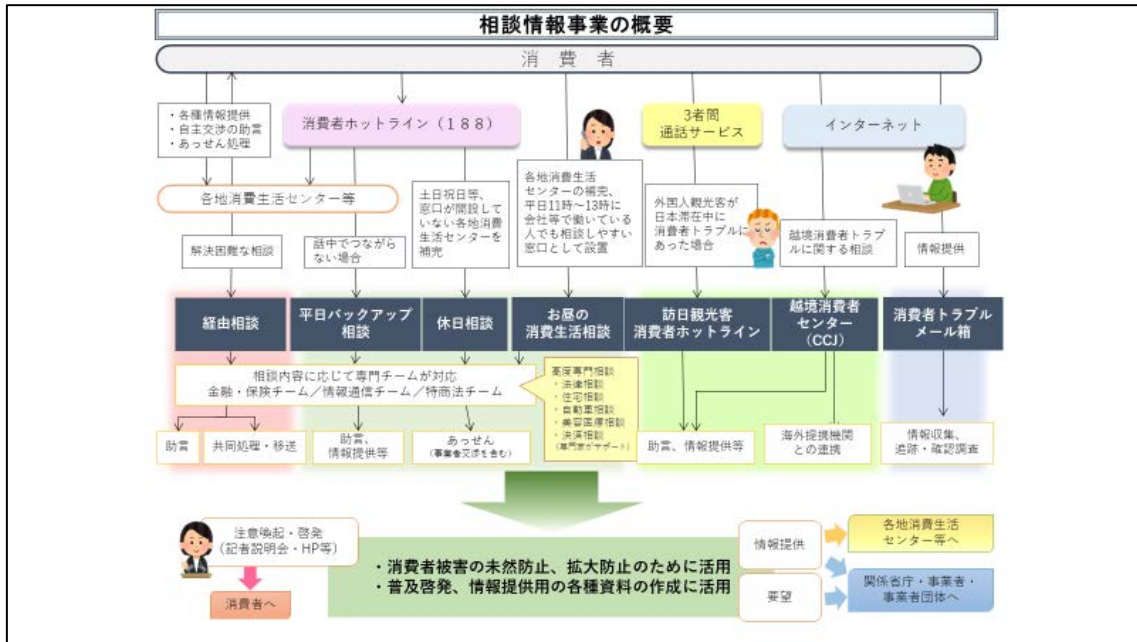 相談情報事業の概要
消費者
・各種情報提供
・自主交渉の助言
・あっせん処理
消費者ホットライン（１８８）
3者間
通話サービス
インターネット
各地消費生活センター等
土日祝日等、
窓口が開設して
いない各地消費
生活センターを
補充
各地消費生活
センターの補完、
平日11時～13時に
会社等で働いている
人でも相談しやすい
窓口として設置
外国人観光客が
日本滞在中に
消費者トラブルに
あった場合
越境消費者トラブ
ルに関する相談
情報提供
解決困難な相談
話中でつながら
ない場合
経由相談
平日バックアップ
相談
休日相談
お昼の
消費生活相談
訪日観光客
消費者ホットライン
越境消費者
センター
（CCJ）
消費者トラブル
メール箱
相談内容に応じて専門チームが対応
金融・保険チーム／情報通信チーム／特商法チーム
高度専門相談
・法律相談
・住宅相談
・自動車相談
・美容医療相談
・決済相談
（専門家がサポート）
助言
共同処理・移送
助言、
情報提供等
あっせん
（事業者交渉を含む）
助言、情報提供等
海外提携機関
との連携
情報収集、
追跡・確認調査
注意喚起・啓発
（記者説明会・HP等）
消費者へ
・消費者被害の未然防止、拡大防止のために活用
・普及啓発、情報提供用の各種資料の作成に活用
情報提供
要望
各地消費生活
センター等へ
関係省庁・事業者・
事業者団体へ